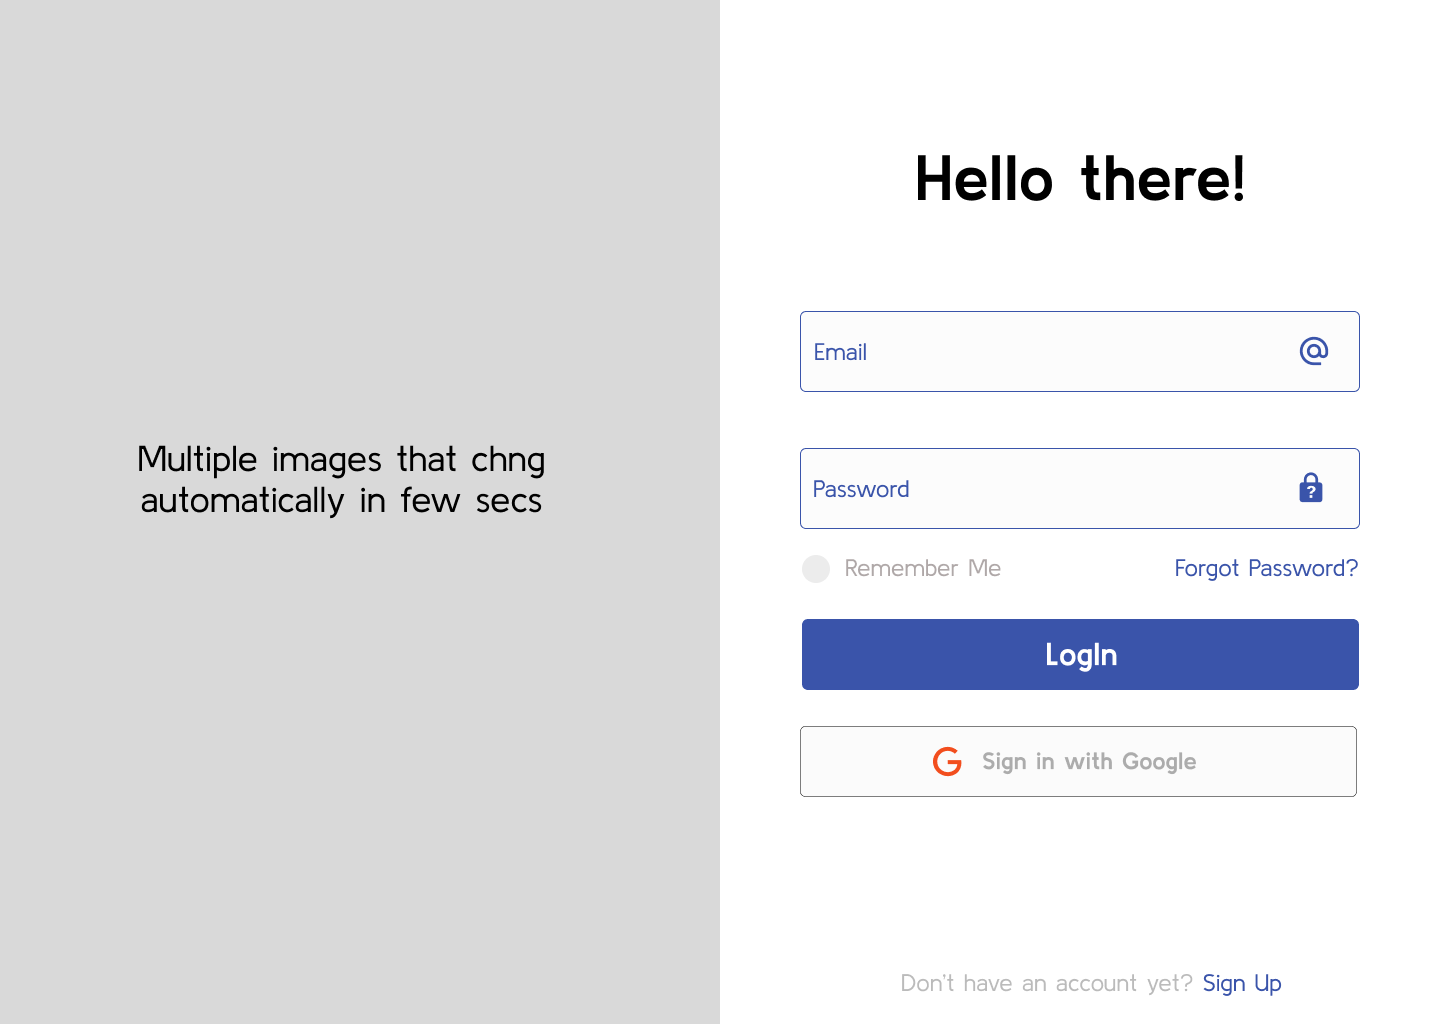 Multiple images that chng
automatically in few secs
Hello there!
Email
Password
Remember Me
Forgot Password?
LogIn
Sign in with Google
Don't have an account yet? Sign Up